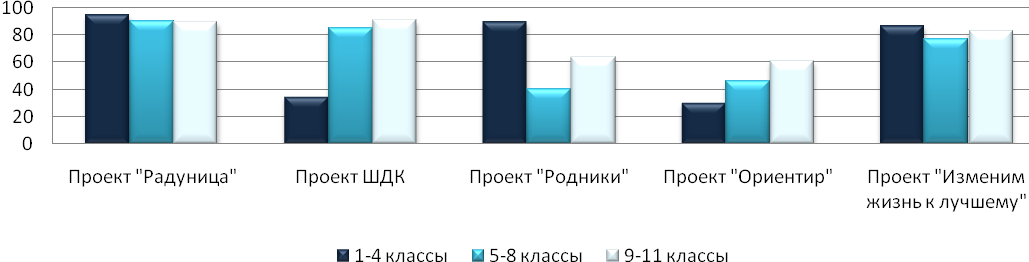 100
80
60
40
20
0
Проект "Радуница" Проект ШДК Проект "Родники" Проект "Ориентир" Проект "Изменим
жизнь к лучшему"
1-4 классы 5-8 классы 9-11 классы